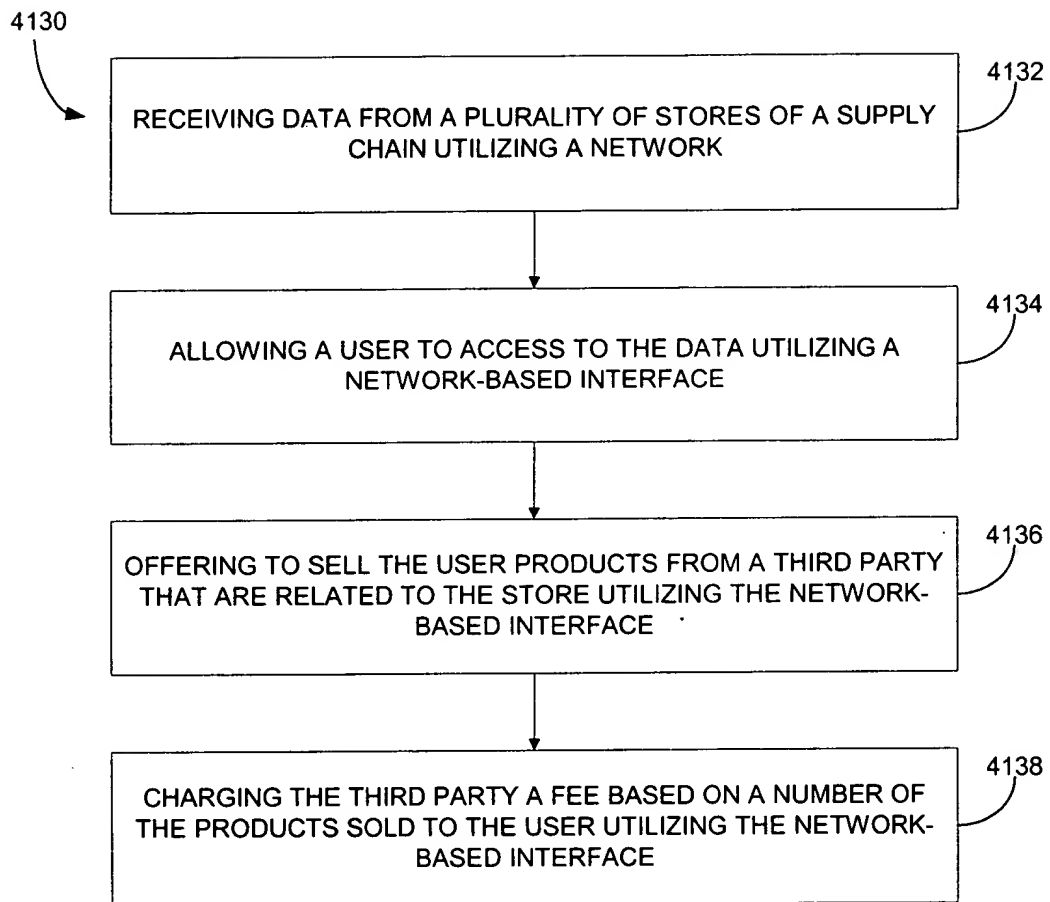 4130
4132
RECEIVING DATA FROM A PLURALITY OF STORES OF A SUPPLY
CHAIN UTILIZING A NETWORK
4134
ALLOWING A USER TO ACCESS TO THE DATA UTILIZING A
NETWORK-BASED INTERFACE
4136
OFFERING TO SELL THE USER PRODUCTS FROM A THIRD PARTY
THAT ARE RELATED TO THE STORE UTILIZING THE NETWORK-
BASED INTERFACE
4138
CHARGING THE THIRD PARTY A FEE BASED ON A NUMBER OF
THE PRODUCTS SOLD TO THE USER UTILIZING THE NETWORK-
BASED INTERFACE